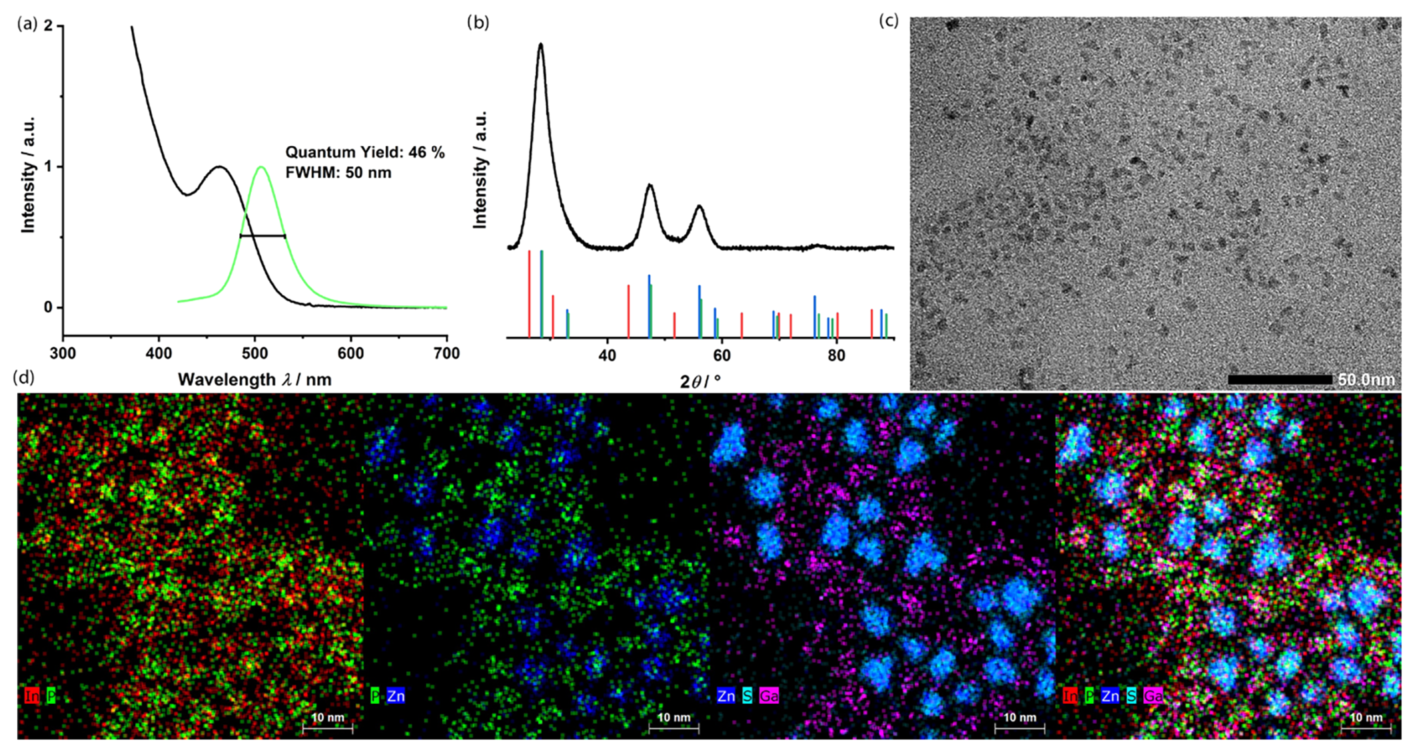 (a)
2
1
0
Intensity / a.u.
Quantum Yield: 46 %
FWHM: 50 nm
300 400 500 600 700
Wavelength λ / nm
(b)
Intensity / a.u.
40 60 80
2θ / °
(c)
50.0nm
(d)
In P
10 nm
P Zn
10 nm
Zn S Ga
10 nm
In P Zn S Ga
10 nm